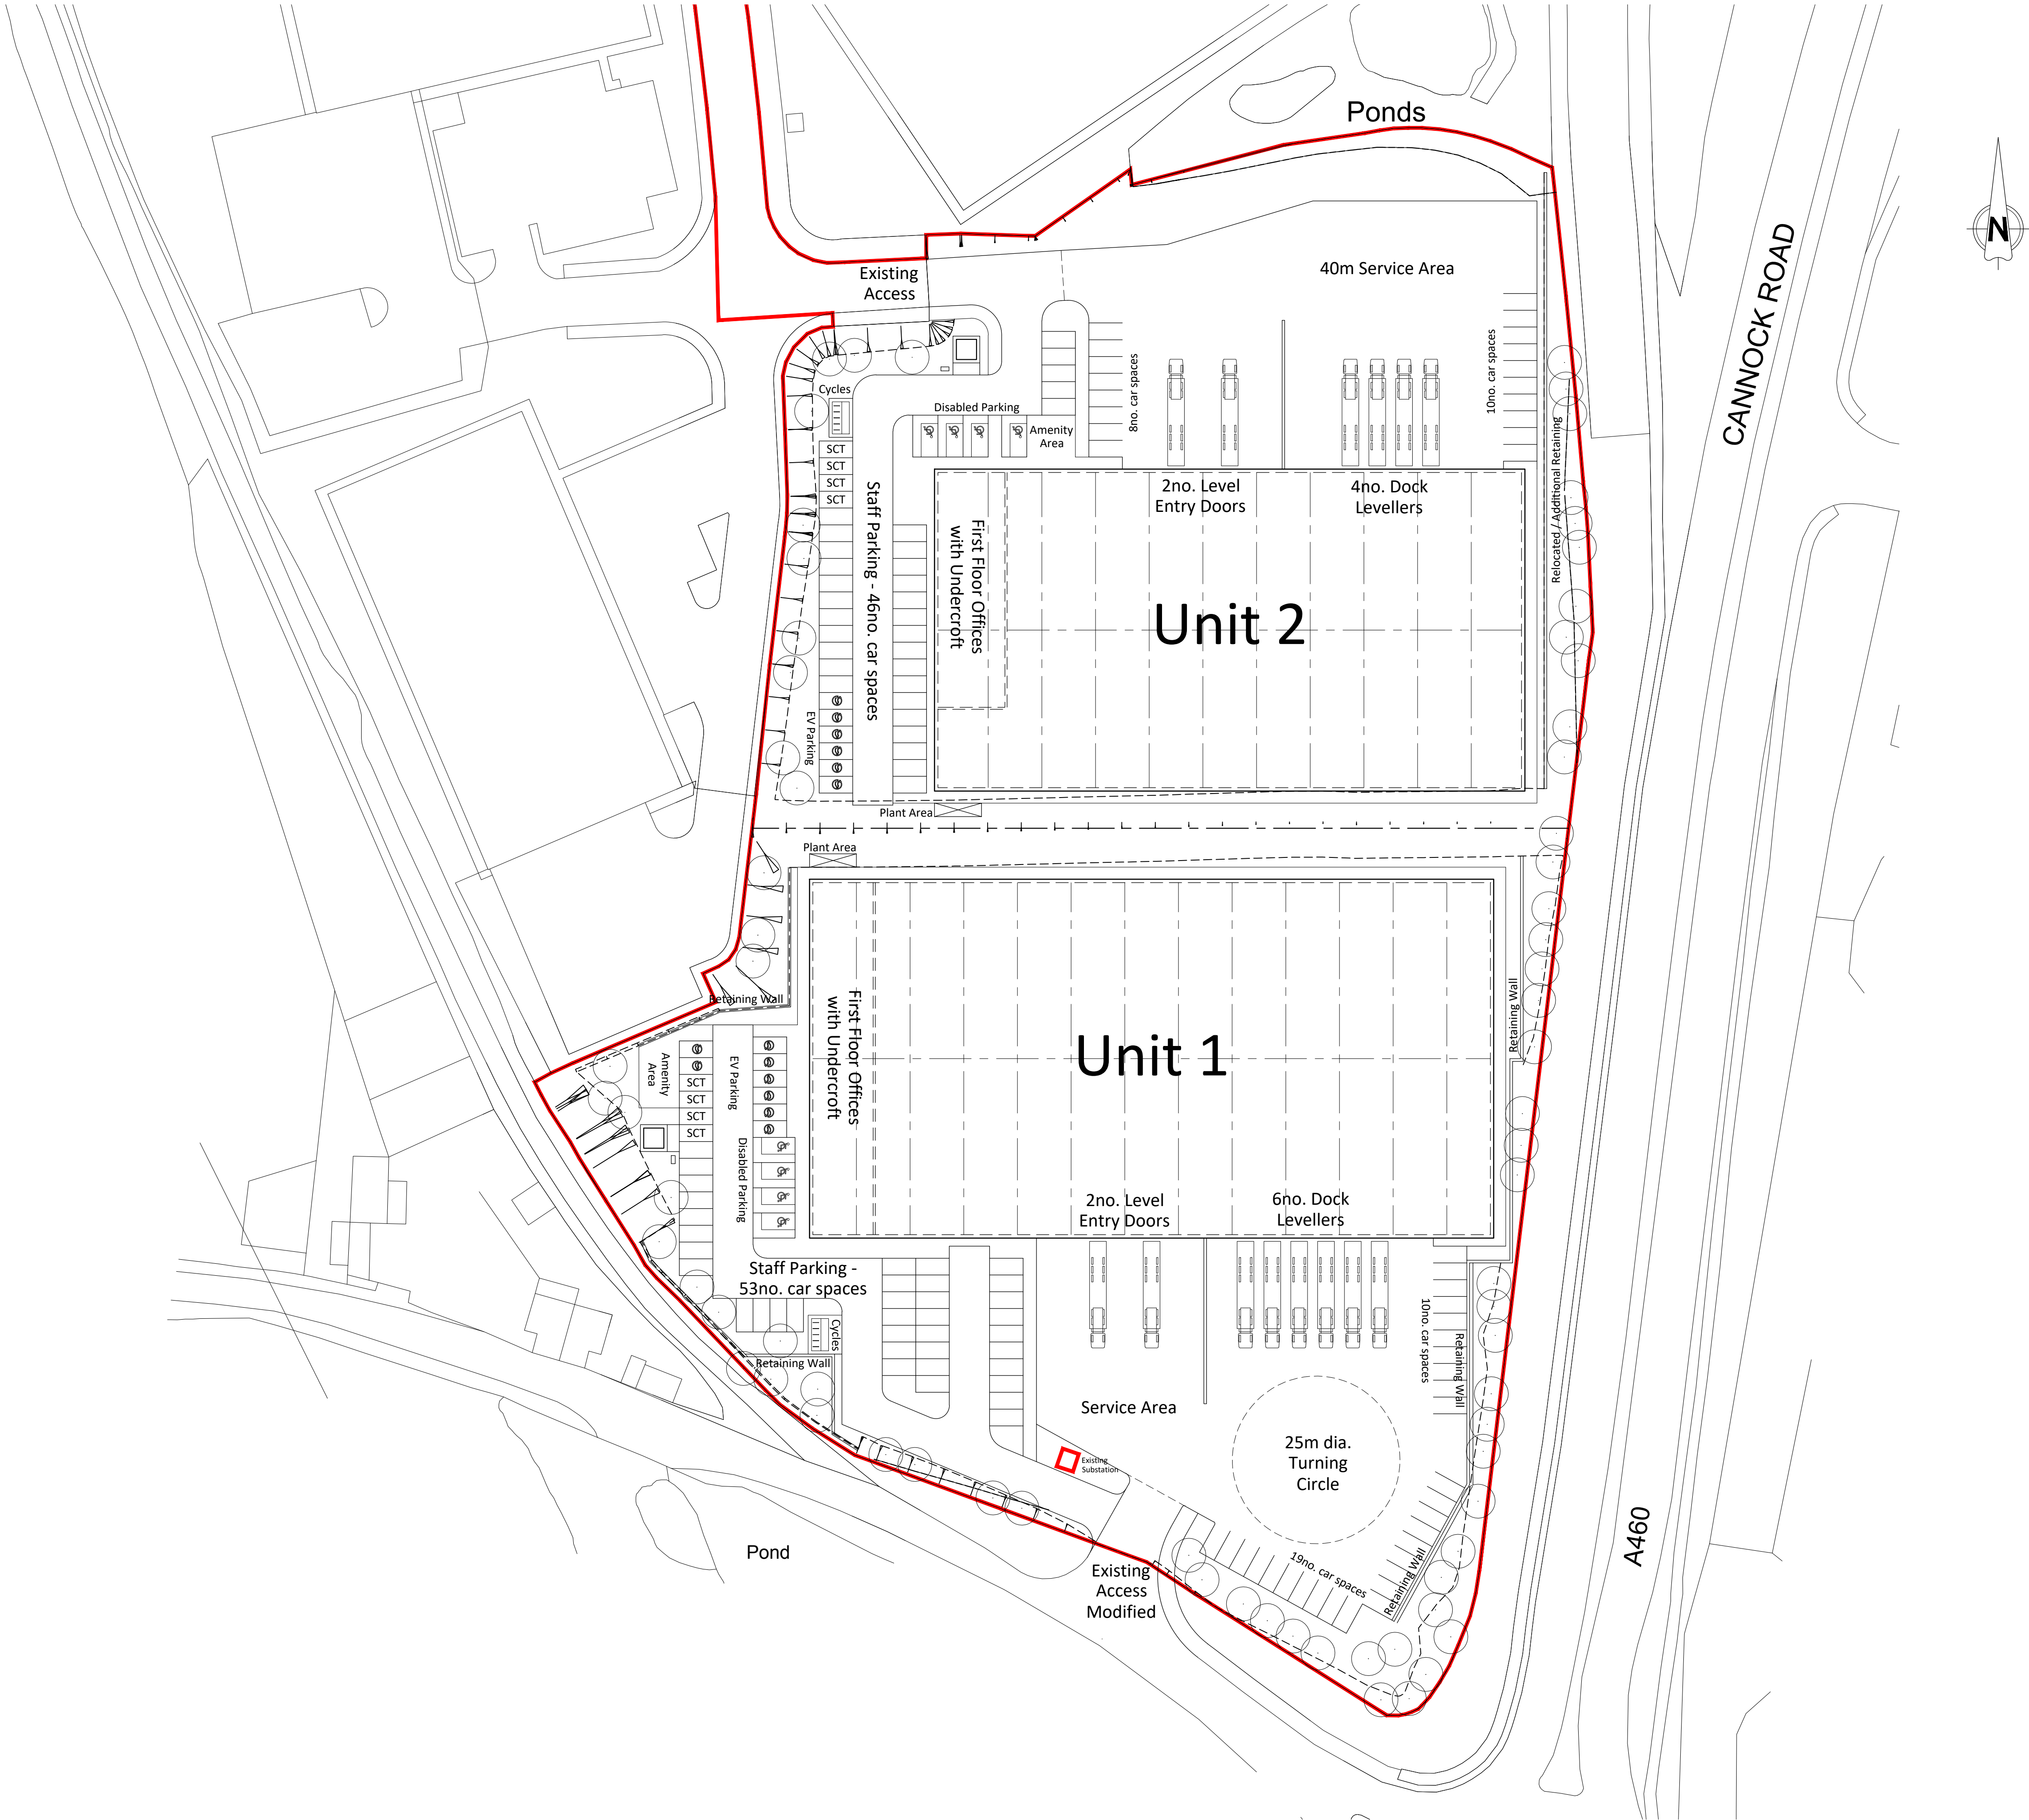 Ponds
N
CANNOCK ROAD
Existing
Access
40m Service Area
8no. car spaces
10no. car spaces
Cycles
Disabled Parking
Amenity
Area
SCT
SCT
SCT
SCT
Staff Parking - 46no. car spaces
First Floor Offices
with Undercroft
2no. Level
Entry Doors
4no. Dock
Levellers
Relocated / Additional Retaining
Unit 2
EV Parking
Plant Area
Plant Area
Retaining Wall
First Floor Offices
with Undercroft
Unit 1
Retaining Wall
Amenity
Area
EV Parking
SCT
SCT
SCT
SCT
Disabled Parking
2no. Level
Entry Doors
6no. Dock
Levellers
Staff Parking -
53no. car spaces
Cycles
Retaining Wall
10no. car spaces
Retaining Wall
Service Area
Existing
Substation
25m dia.
Turning
Circle
A460
Pond
Existing
Access
Modified
19no. car spaces
Retaining Wall